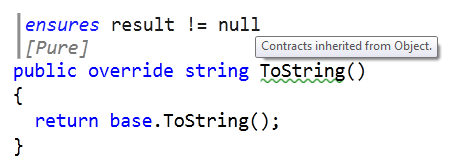 ensures result != null
[Pure]
Contracts inherited from Object.
public override string ToString()
{
return base.ToString();
}